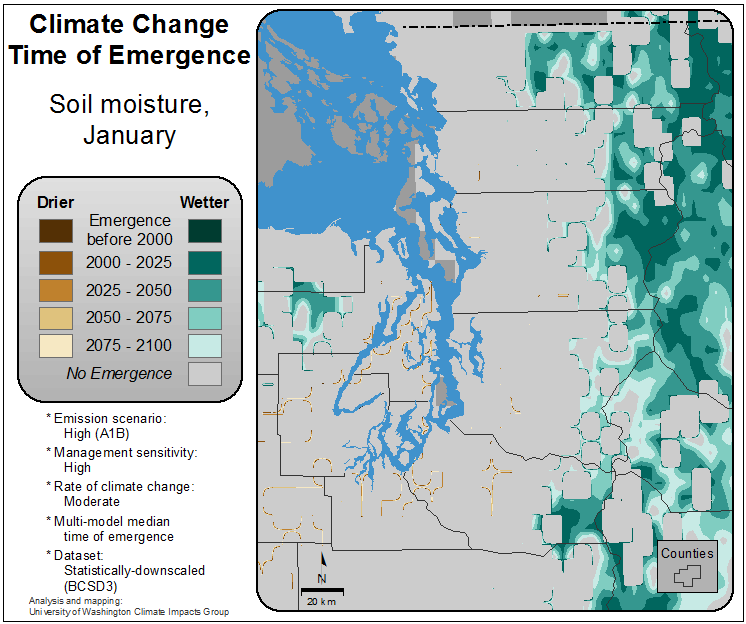 Climate Change
Time of Emergence
Soil moisture,
January
Drier
Wetter
Emergence
before 2000
2000 - 2025
2025 - 2050
2050 - 2075
2075 - 2100
No Emergence
* Emission scenario:
High (A1B)
* Management sensitivity:
High
* Rate of climate change:
Moderate
* Multi-model median
time of emergence
* Dataset:
Statistically-downscaled
(BCSD3)
Analysis and mapping:
University of Washington Climate Impacts Group
N
20 km
Counties